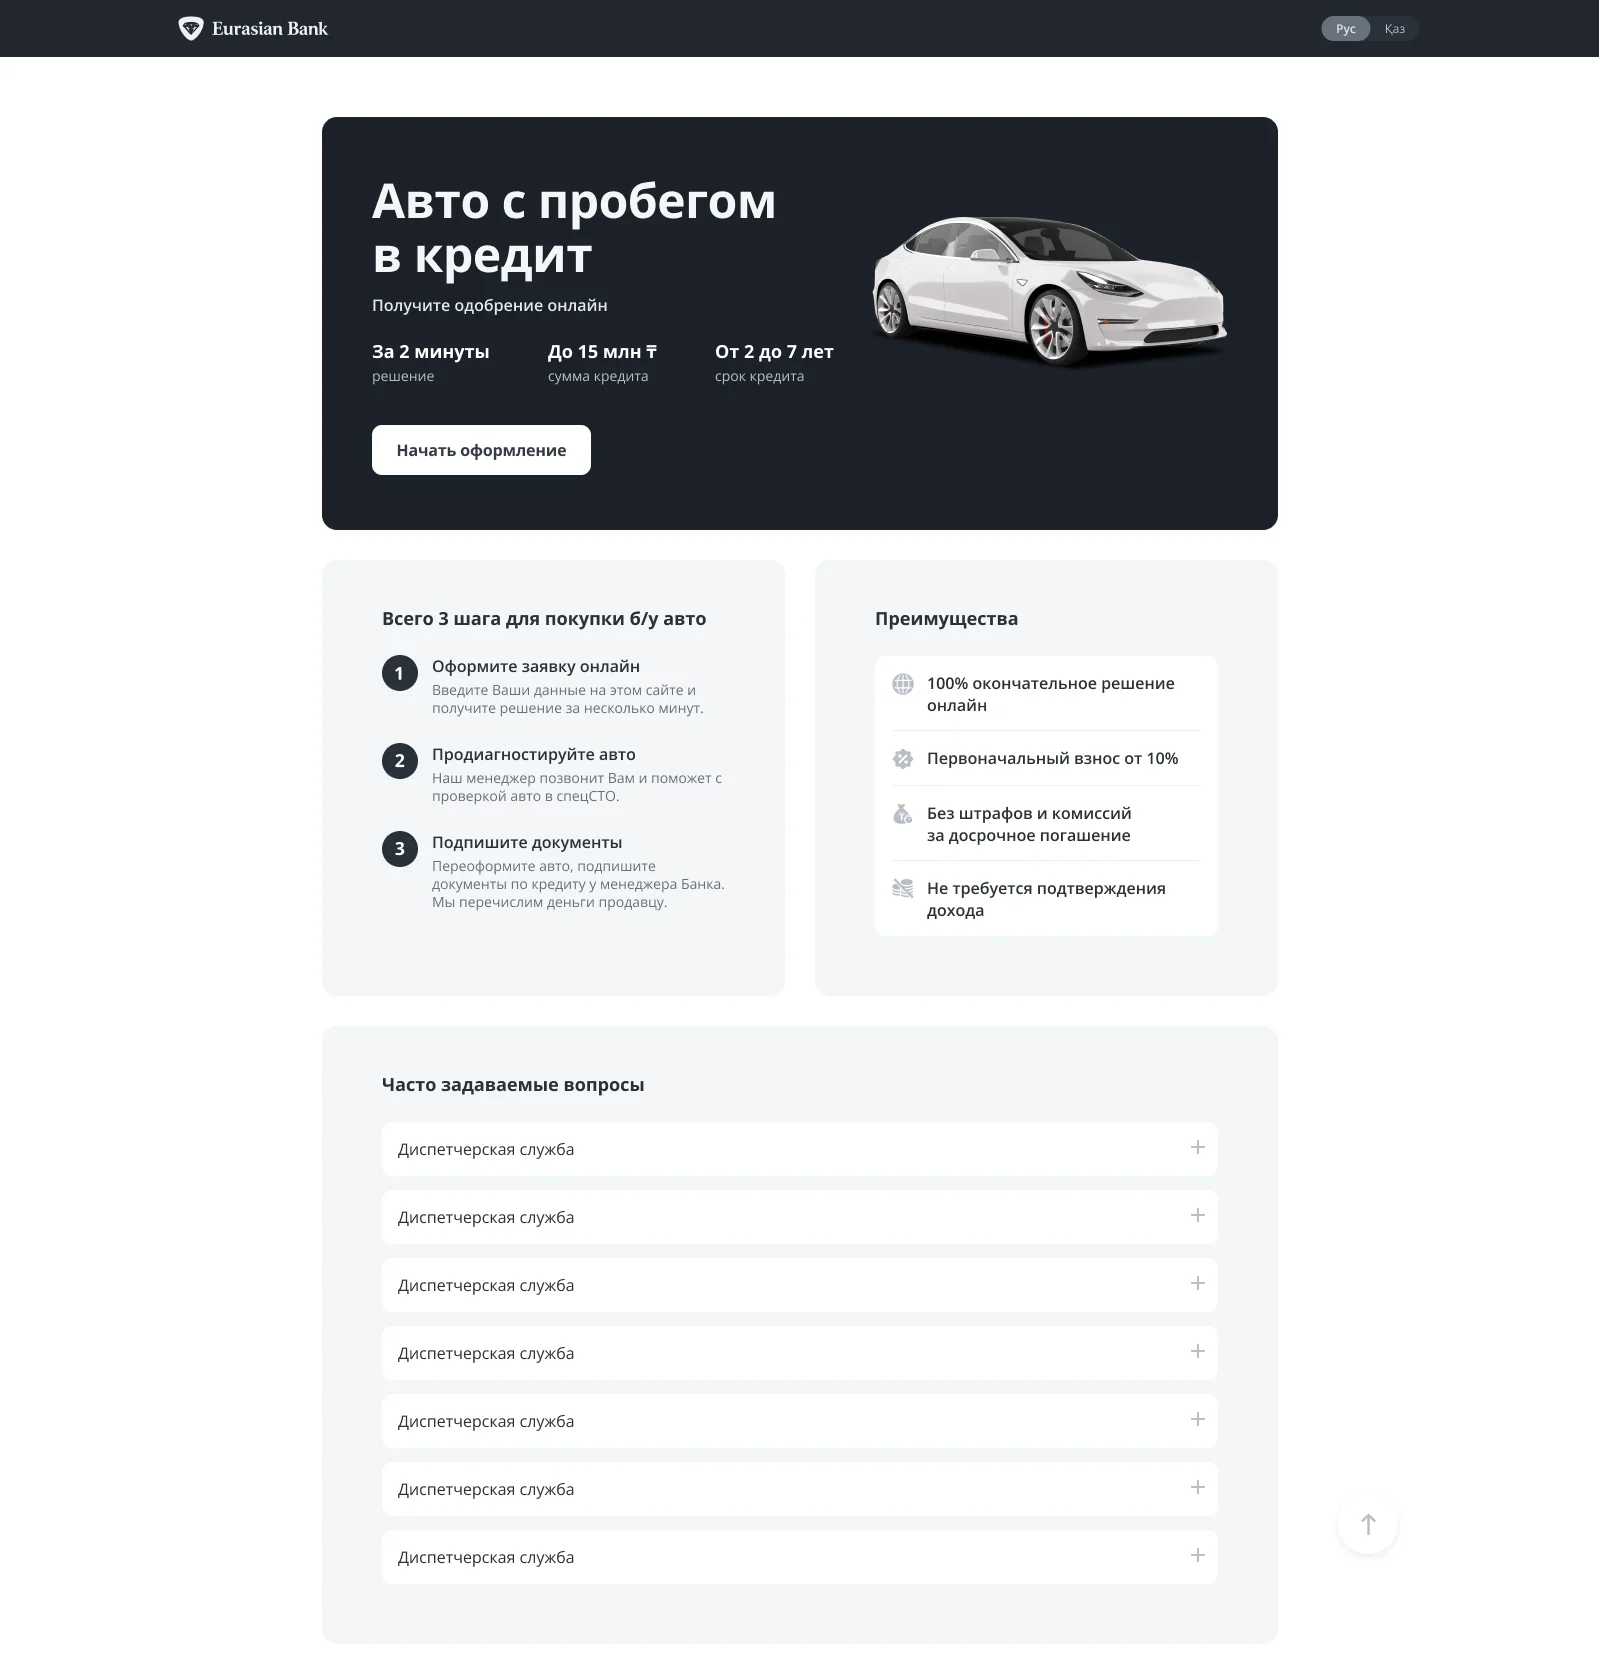 Eurasian Bank
Рус Қаз
Авто с пробегом
в кредит
Получите одобрение онлайн
За 2 минуты
решение
До 15 млн ₸
сумма кредита
От 2 до 7 лет
срок кредита
Начать оформление
Всего 3 шага для покупки б/у авто
1
Оформите заявку онлайн
Введите Ваши данные на этом сайте и
получите решение за несколько минут.
2
Продиагностируйте авто
Наш менеджер позвонит Вам и поможет с
проверкой авто в спецСТО.
3
Подпишите документы
Переоформите авто, подпишите
документы по кредиту у менеджера Банка.
Мы перечислим деньги продавцу.
Преимущества
100% окончательное решение
онлайн
Первоначальный взнос от 10%
Без штрафов и комиссий
за досрочное погашение
Не требуется подтверждения
дохода
Часто задаваемые вопросы
Диспетчерская служба
Диспетчерская служба
Диспетчерская служба
Диспетчерская служба
Диспетчерская служба
Диспетчерская служба
Диспетчерская служба